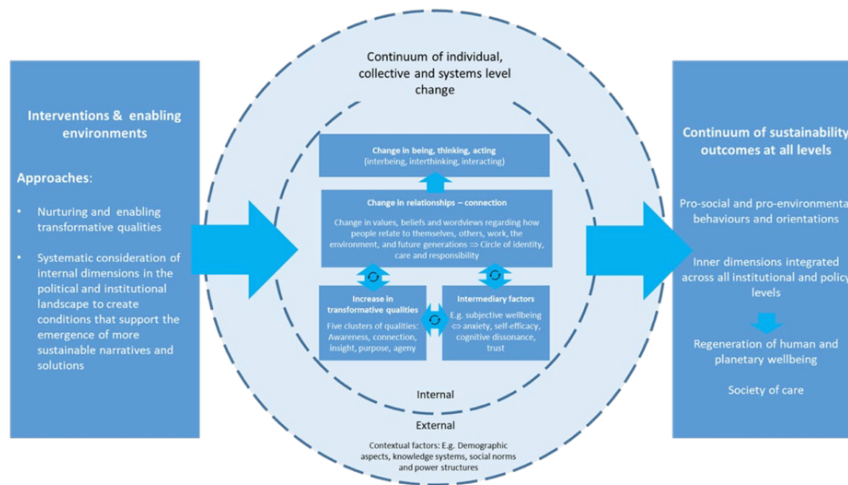 Interventions & enabling
environments
Approaches:
• Nurturing and enabling
transformative qualities
• Systematic consideration of
internal dimensions in the
political and institutional
landscape to create
conditions that support the
emergence of more
sustainable narratives and
solutions
Continuum of individual,
collective and systems level
change
Change in being, thinking, acting
(interbeing, interthinking, interacting)
Change in relationships – connection
Change in values, beliefs and wordviews regarding how
people relate to themselves, others, work, the
environment, and future generations ⇒ Circle of identity,
care and responsibility
Increase in
transformative qualities
Five clusters of qualities:
Awareness, connection,
insight, purpose, ageny
Intermediary factors
E.g. subjective wellbeing
⇔ anxiety, self-efficacy,
cognitive dissonance,
trust
Internal
External
Contextual factors: E.g. Demographic
aspects, knowledge systems, social norms
and power structures
Continuum of sustainability
outcomes at all levels
Pro-social and pro-environmental
behaviours and orientations
Inner dimensions integrated
across all institutional and policy
levels
Regeneration of human and
planetary wellbeing
Society of care